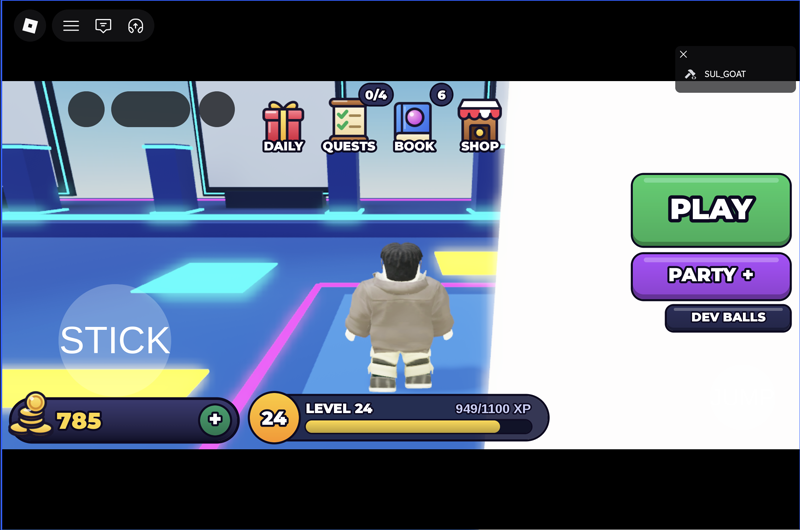 SUL_GOAT
0/4
6
DAILY
QUESTS
BOOK
SHOP
PLAY
PARTY +
DEV BALLS
STICK
785
+
24
LEVEL 24
949/1100 XP